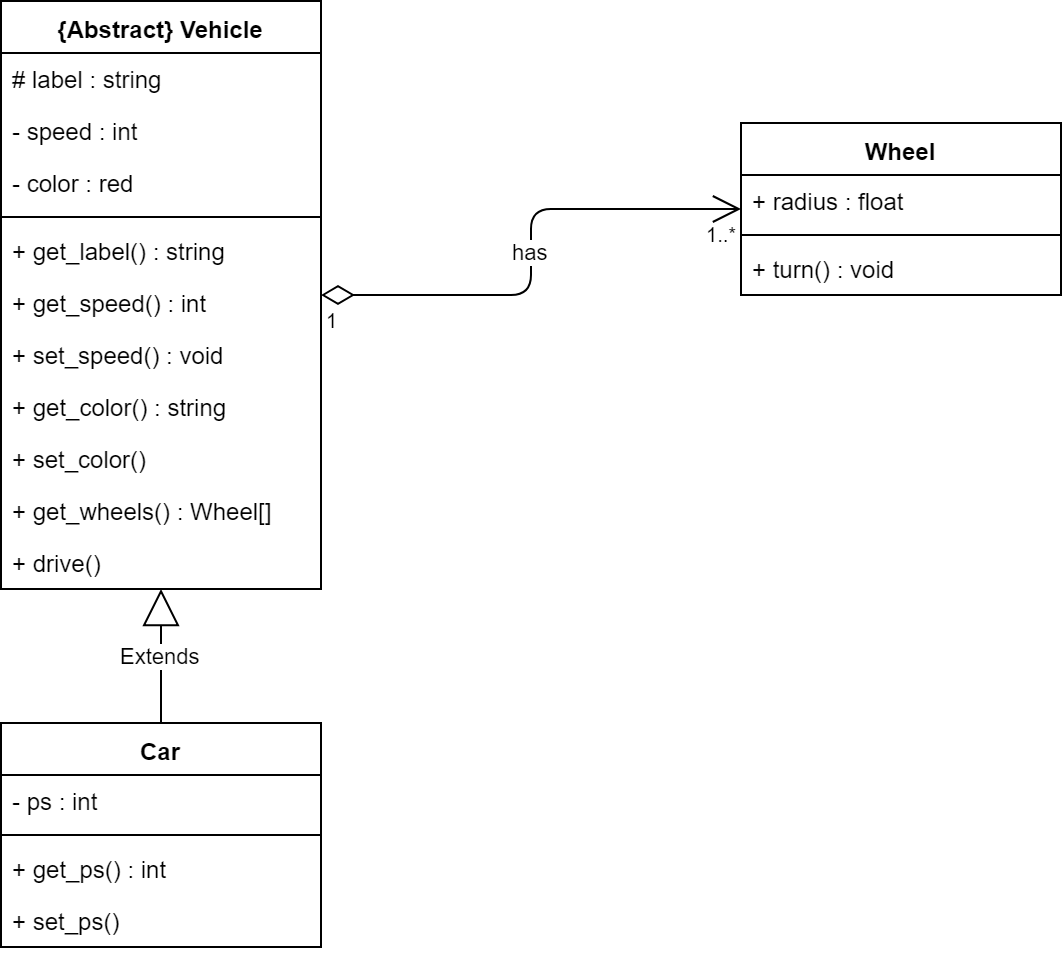 {Abstract} Vehicle
# label : string
- speed : int
- color : red
+ get_label() : string
+ get_speed() : int
+ set_speed() : void
+ get_color() : string
+ set_color()
+ get_wheels() : Wheel[]
+ drive()
1
has
1..*
Wheel
+ radius : float
+ turn() : void
Extends
Car
- ps : int
+ get_ps() : int
+ set_ps()